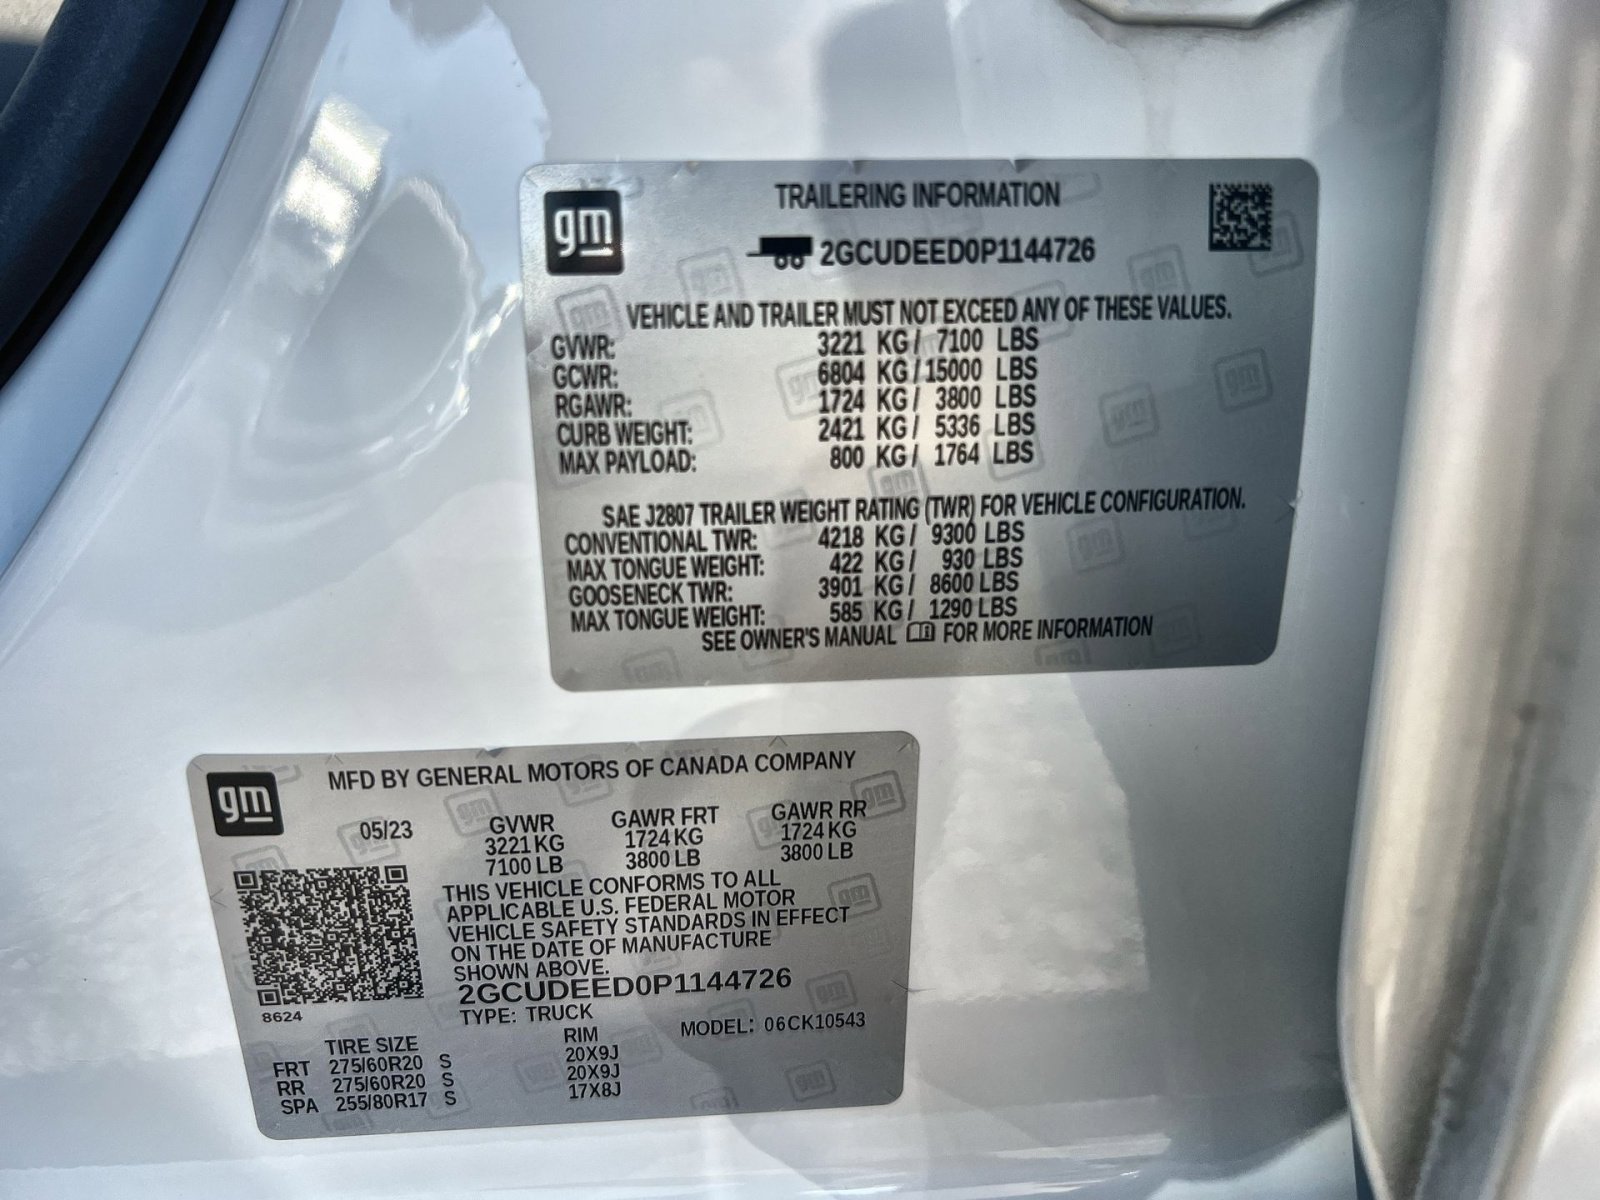 gm
TRAILERING INFORMATION
2GCUDEED0P1144726
VEHICLE AND TRAILER MUST NOT EXCEED ANY OF THESE VALUES.
GVWR: 3221 KG / 7100 LBS
GCWR: 6804 KG / 15000 LBS
RGAWR: 1724 KG / 3800 LBS
CURB WEIGHT: 2421 KG / 5336 LBS
MAX PAYLOAD: 800 KG / 1764 LBS
SAE J2807 TRAILER WEIGHT RATING (TWR) FOR VEHICLE CONFIGURATION.
CONVENTIONAL TWR: 4218 KG / 9300 LBS
MAX TONGUE WEIGHT: 422 KG / 930 LBS
GOOSENECK TWR: 3901 KG / 8600 LBS
MAX TONGUE WEIGHT: 585 KG / 1290 LBS
SEE OWNER'S MANUAL FOR MORE INFORMATION
gm
MFD BY GENERAL MOTORS OF CANADA COMPANY
05/23 GVWR GAWR FRT GAWR RR
3221 KG 1724 KG 1724 KG
7100 LB 3800 LB 3800 LB
THIS VEHICLE CONFORMS TO ALL
APPLICABLE U.S. FEDERAL MOTOR
VEHICLE SAFETY STANDARDS IN EFFECT
ON THE DATE OF MANUFACTURE
SHOWN ABOVE.
2GCUDEED0P1144726
8624
TYPE: TRUCK MODEL: 06CK10543
TIRE SIZE RIM
FRT 275/60R20 S 20X9J
RR 275/60R20 S 20X9J
SPA 255/80R17 S 17X8J